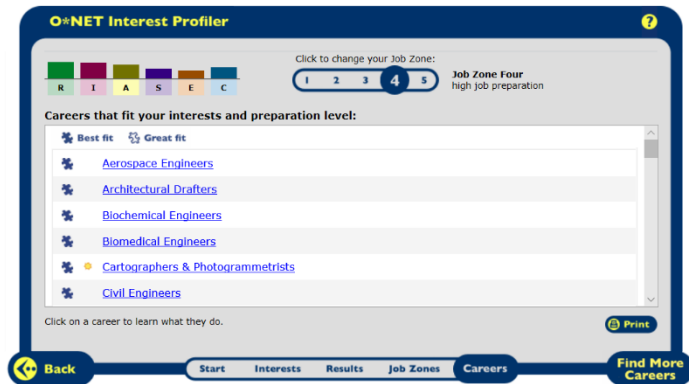 O*NET Interest Profiler
?
Click to change your Job Zone:
1 2 3 4 5
Job Zone Four
high job preparation
R I A S E C
Careers that fit your interests and preparation level:
Best fit Great fit
Aerospace Engineers
Architectural Drafters
Biochemical Engineers
Biomedical Engineers
Cartographers & Photogrammetrists
Civil Engineers
Click on a career to learn what they do.
Print
Back
Start Interests Results Job Zones Careers
Find More
Careers